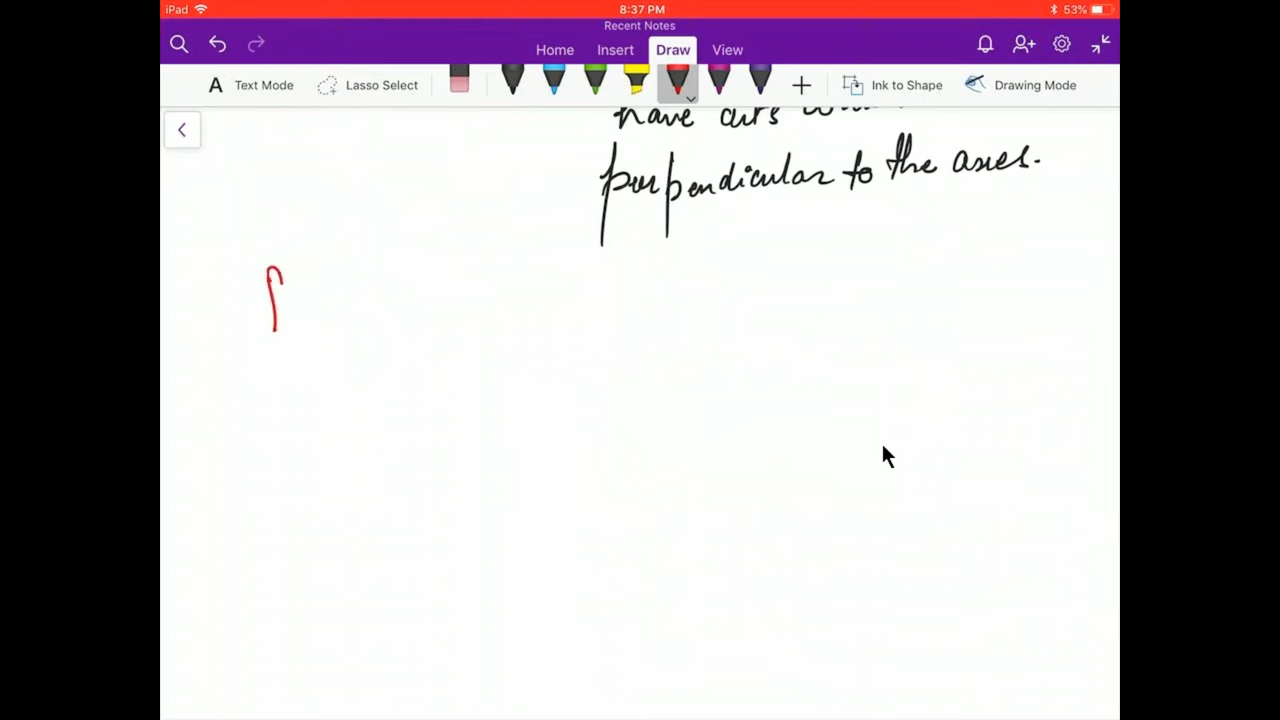 iPad 8:37 PM 53%
Recent Notes
Home Insert Draw View
Text Mode Lasso Select Ink to Shape Drawing Mode
have cuts
perpendicular to the axes.